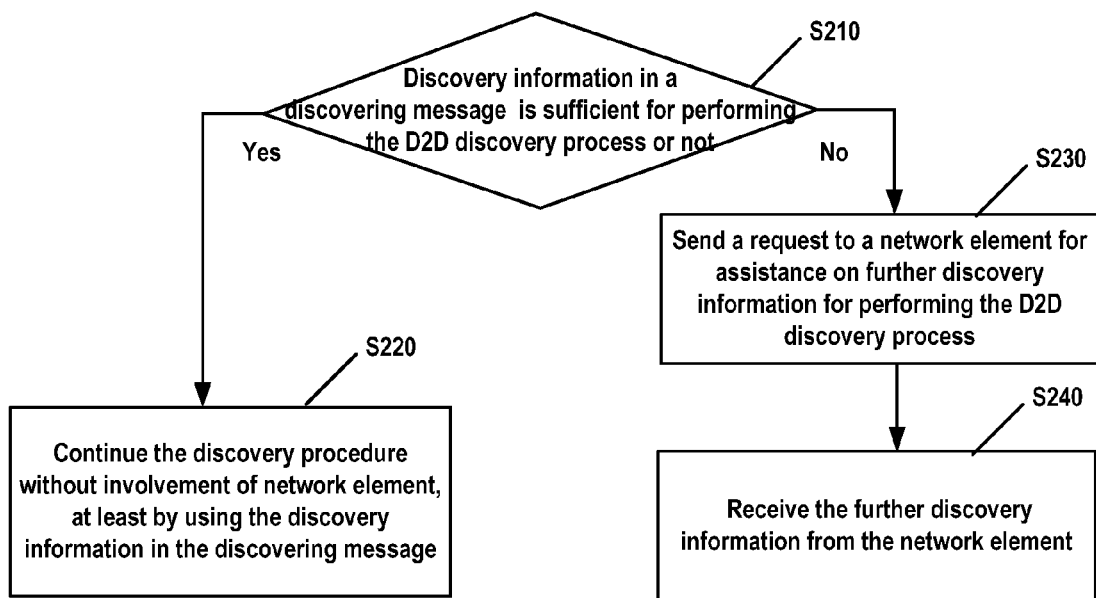 S210
Discovery information in a
discovering message is sufficient for performing
the D2D discovery process or not
Yes
No
S230
Send a request to a network element for
assistance on further discovery
information for performing the D2D
discovery process
S220
Continue the discovery procedure
without involvement of network element,
at least by using the discovery
information in the discovering message
S240
Receive the further discovery
information from the network element